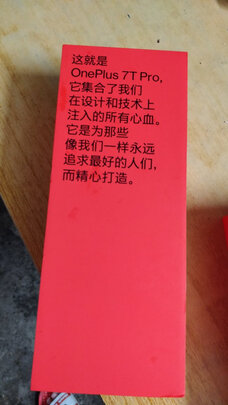 这就是
OnePlus 7T Pro,
它集合了我们
在设计和技术上
注入的所有心血。
它是为那些
像我们一样永远
追求最好的人们，
而精心打造。